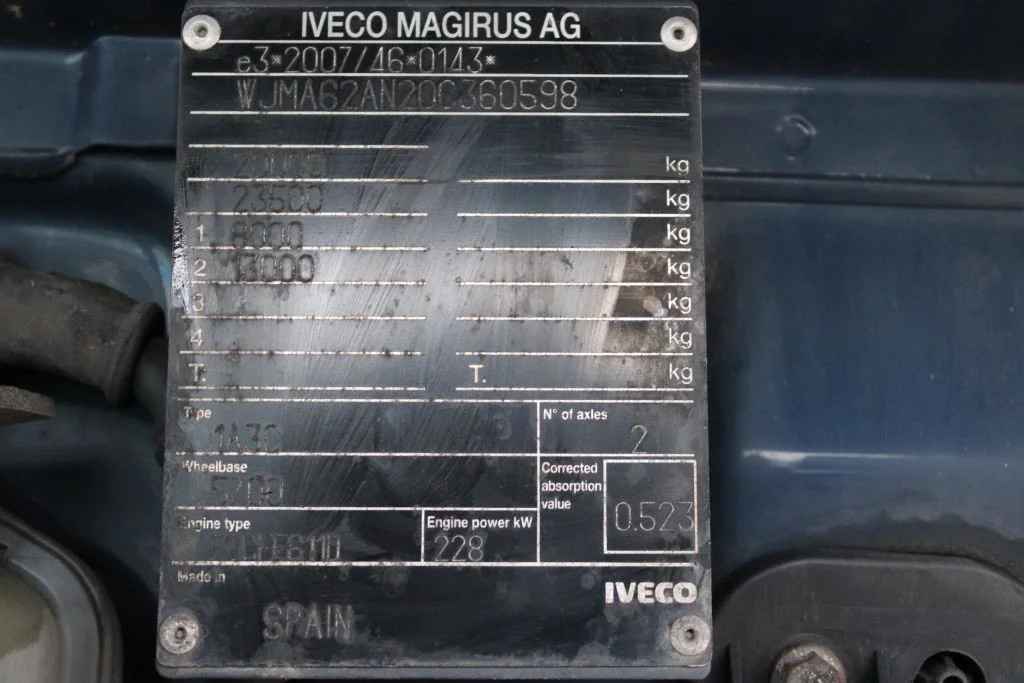 IVECO MAGIRUS AG
e3*2007/46*0143*
WJMA62AN20C360598
kg
23600 kg
1 8000 kg
2 kg
3 kg
4 kg
T. T. kg
Type N° of axles
2
Wheelbase Corrected absorption value
0.523
Engine type Engine power kW
228
Made in
SPAIN
IVECO